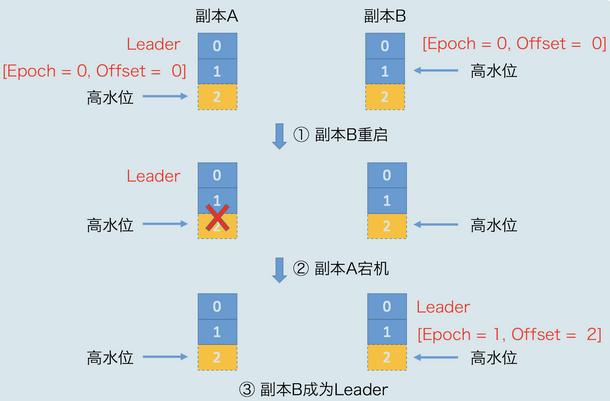 副本A 副本B
0 0
Leader [Epoch = 0, Offset = 0]
[Epoch = 0, Offset = 0] 1 1 高水位
高水位 2 2
① 副本B重启
Leader 0 0
1 1
高水位 2 2 高水位
② 副本A宕机
0 0 Leader
1 1 [Epoch = 1, Offset = 2]
高水位 2 2 高水位
③ 副本B成为Leader